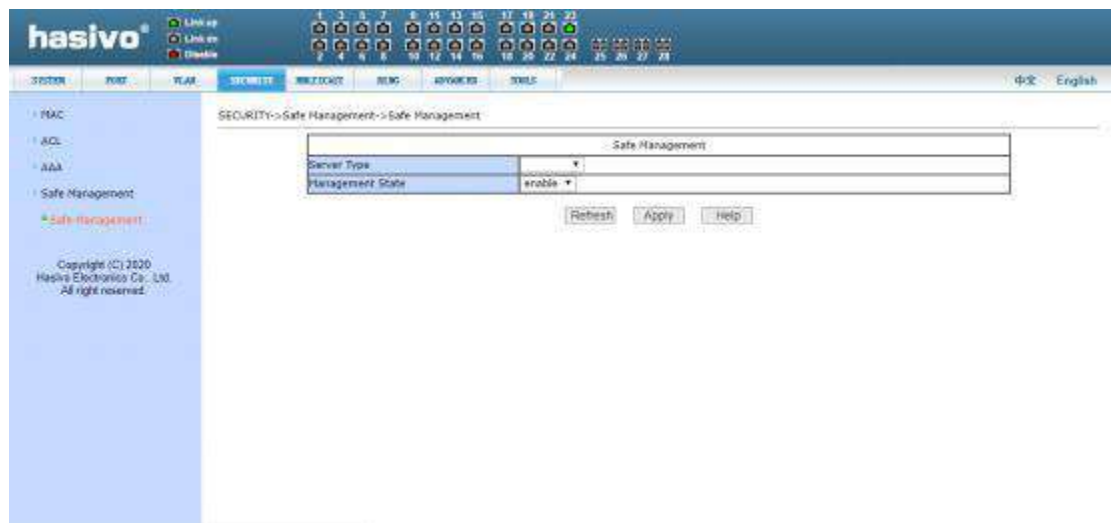 hasivo
Link up
Link on
Disable
1 3 5 7 9 11 13 15 17 19 21 23
2 4 6 8 10 12 14 16 18 20 22 24 25 26 27 28
SYSTEM PORT VLAN SECURITY MULTICAST RING ADVANCED TOOLS 中文 English
MAC
ACL
AAA
Safe Management
Safe Management
Copyright (C) 2020
Hasivo Electronics Co., Ltd.
All right reserved.
SECURITY->Safe Management->Safe Management
Safe Management
Server Type
Management State enable
Refresh Apply Help